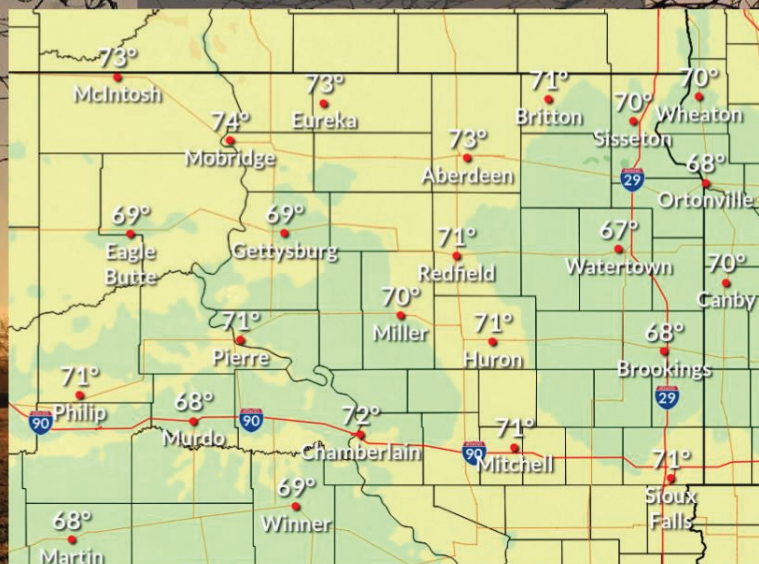 73°
McIntosh
73°
Eureka
71°
Britton
70°
Sisseton
70°
Wheaton
74°
Mobridge
73°
Aberdeen
68°
Ortonville
29
69°
Eagle
Butte
69°
Gettysburg
71°
Redfield
67°
Watertown
70°
Canby
71°
Pierre
70°
Miller
71°
Huron
68°
Brookings
71°
Philip
90
68°
Murdo
90
72°
Chamberlain
90
71°
Mitchell
29
71°
Sioux
Falls
69°
Winner
68°
Martin